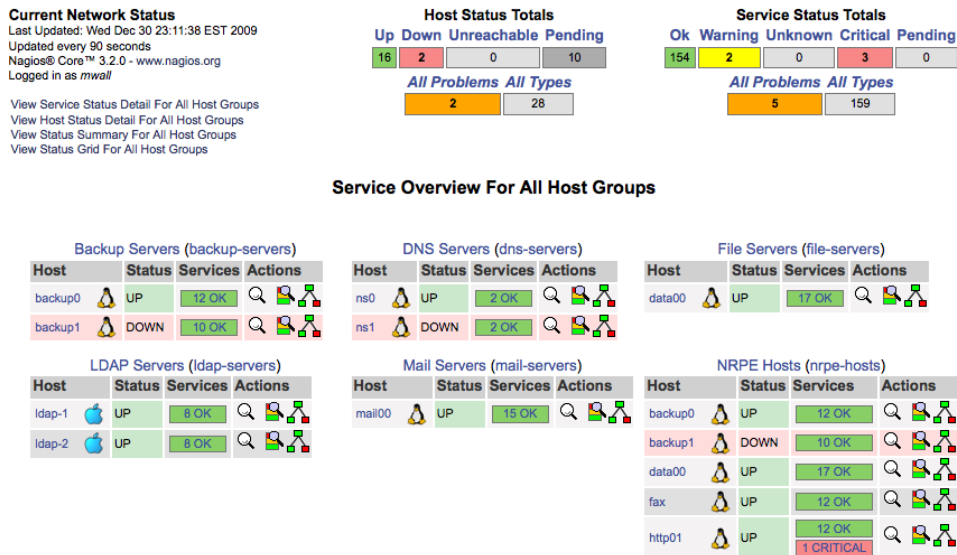 Current Network Status
Last Updated: Wed Dec 30 23:11:38 EST 2009
Updated every 90 seconds
Nagios® Core™ 3.2.0 - www.nagios.org
Logged in as mwall
View Service Status Detail For All Host Groups
View Host Status Detail For All Host Groups
View Status Summary For All Host Groups
View Status Grid For All Host Groups
Host Status Totals
Up Down Unreachable Pending
16 2 0 10
All Problems All Types
2 28
Service Status Totals
Ok Warning Unknown Critical Pending
154 2 0 3 0
All Problems All Types
5 159
Service Overview For All Host Groups
Backup Servers (backup-servers)
Host Status Services Actions
backup0 UP 12 OK
backup1 DOWN 10 OK
DNS Servers (dns-servers)
Host Status Services Actions
ns0 UP 2 OK
ns1 DOWN 2 OK
File Servers (file-servers)
Host Status Services Actions
data00 UP 17 OK
LDAP Servers (ldap-servers)
Host Status Services Actions
ldap-1 UP 8 OK
ldap-2 UP 8 OK
Mail Servers (mail-servers)
Host Status Services Actions
mail00 UP 15 OK
NRPE Hosts (nrpe-hosts)
Host Status Services Actions
backup0 UP 12 OK
backup1 DOWN 10 OK
data00 UP 17 OK
fax UP 12 OK
http01 UP 12 OK
1 CRITICAL